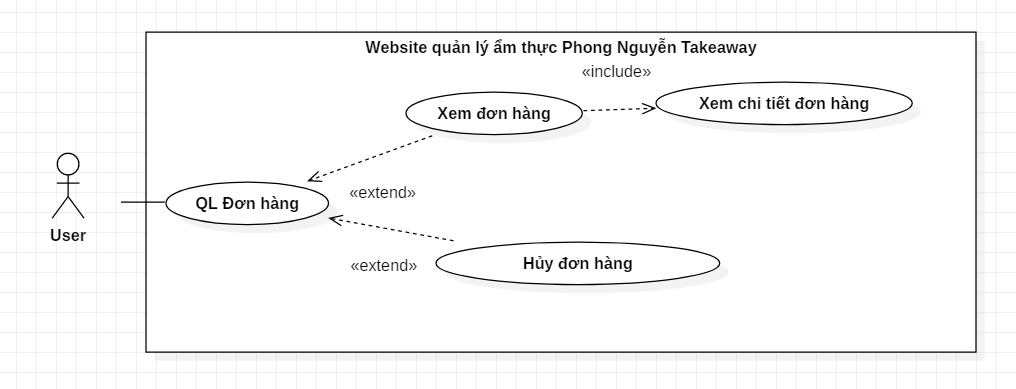 Website quản lý ẩm thực Phong Nguyễn Takeaway
«include»
Xem đơn hàng
Xem chi tiết đơn hàng
«extend»
QL Đơn hàng
User
«extend»
Hủy đơn hàng